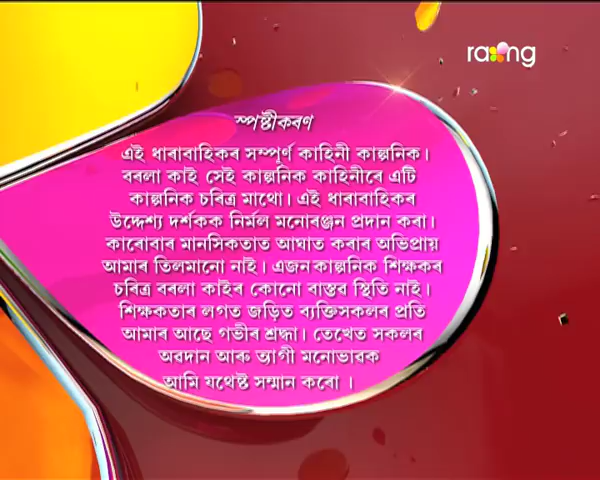 rang
স্পষ্টীকৰণ
এই ধাৰাবাহিকৰ সম্পূৰ্ণ কাহিনী কাল্পনিক।
বৰলা কাই সেই কাল্পনিক কাহিনীৰে এটি
কাল্পনিক চৰিত্ৰ মাথো। এই ধাৰাবাহিকৰ
উদ্দেশ্য দৰ্শকক নিৰ্মল মনোৰঞ্জন প্ৰদান কৰা।
কাৰোবাৰ মানসিকতাত আঘাত কৰাৰ অভিপ্ৰায়
আমাৰ তিলমানো নাই। এজন কাল্পনিক শিক্ষকৰ
চৰিত্ৰ বৰলা কাইৰ কোনো বাস্তৱ স্থিতি নাই।
শিক্ষকতাৰ লগত জড়িত ব্যক্তিসকলৰ প্ৰতি
আমাৰ আছে গভীৰ শ্ৰদ্ধা। তেখেত সকলৰ
অৱদান আৰু ত্যাগী মনোভাৱক
আমি যথেষ্ট সন্মান কৰো ।